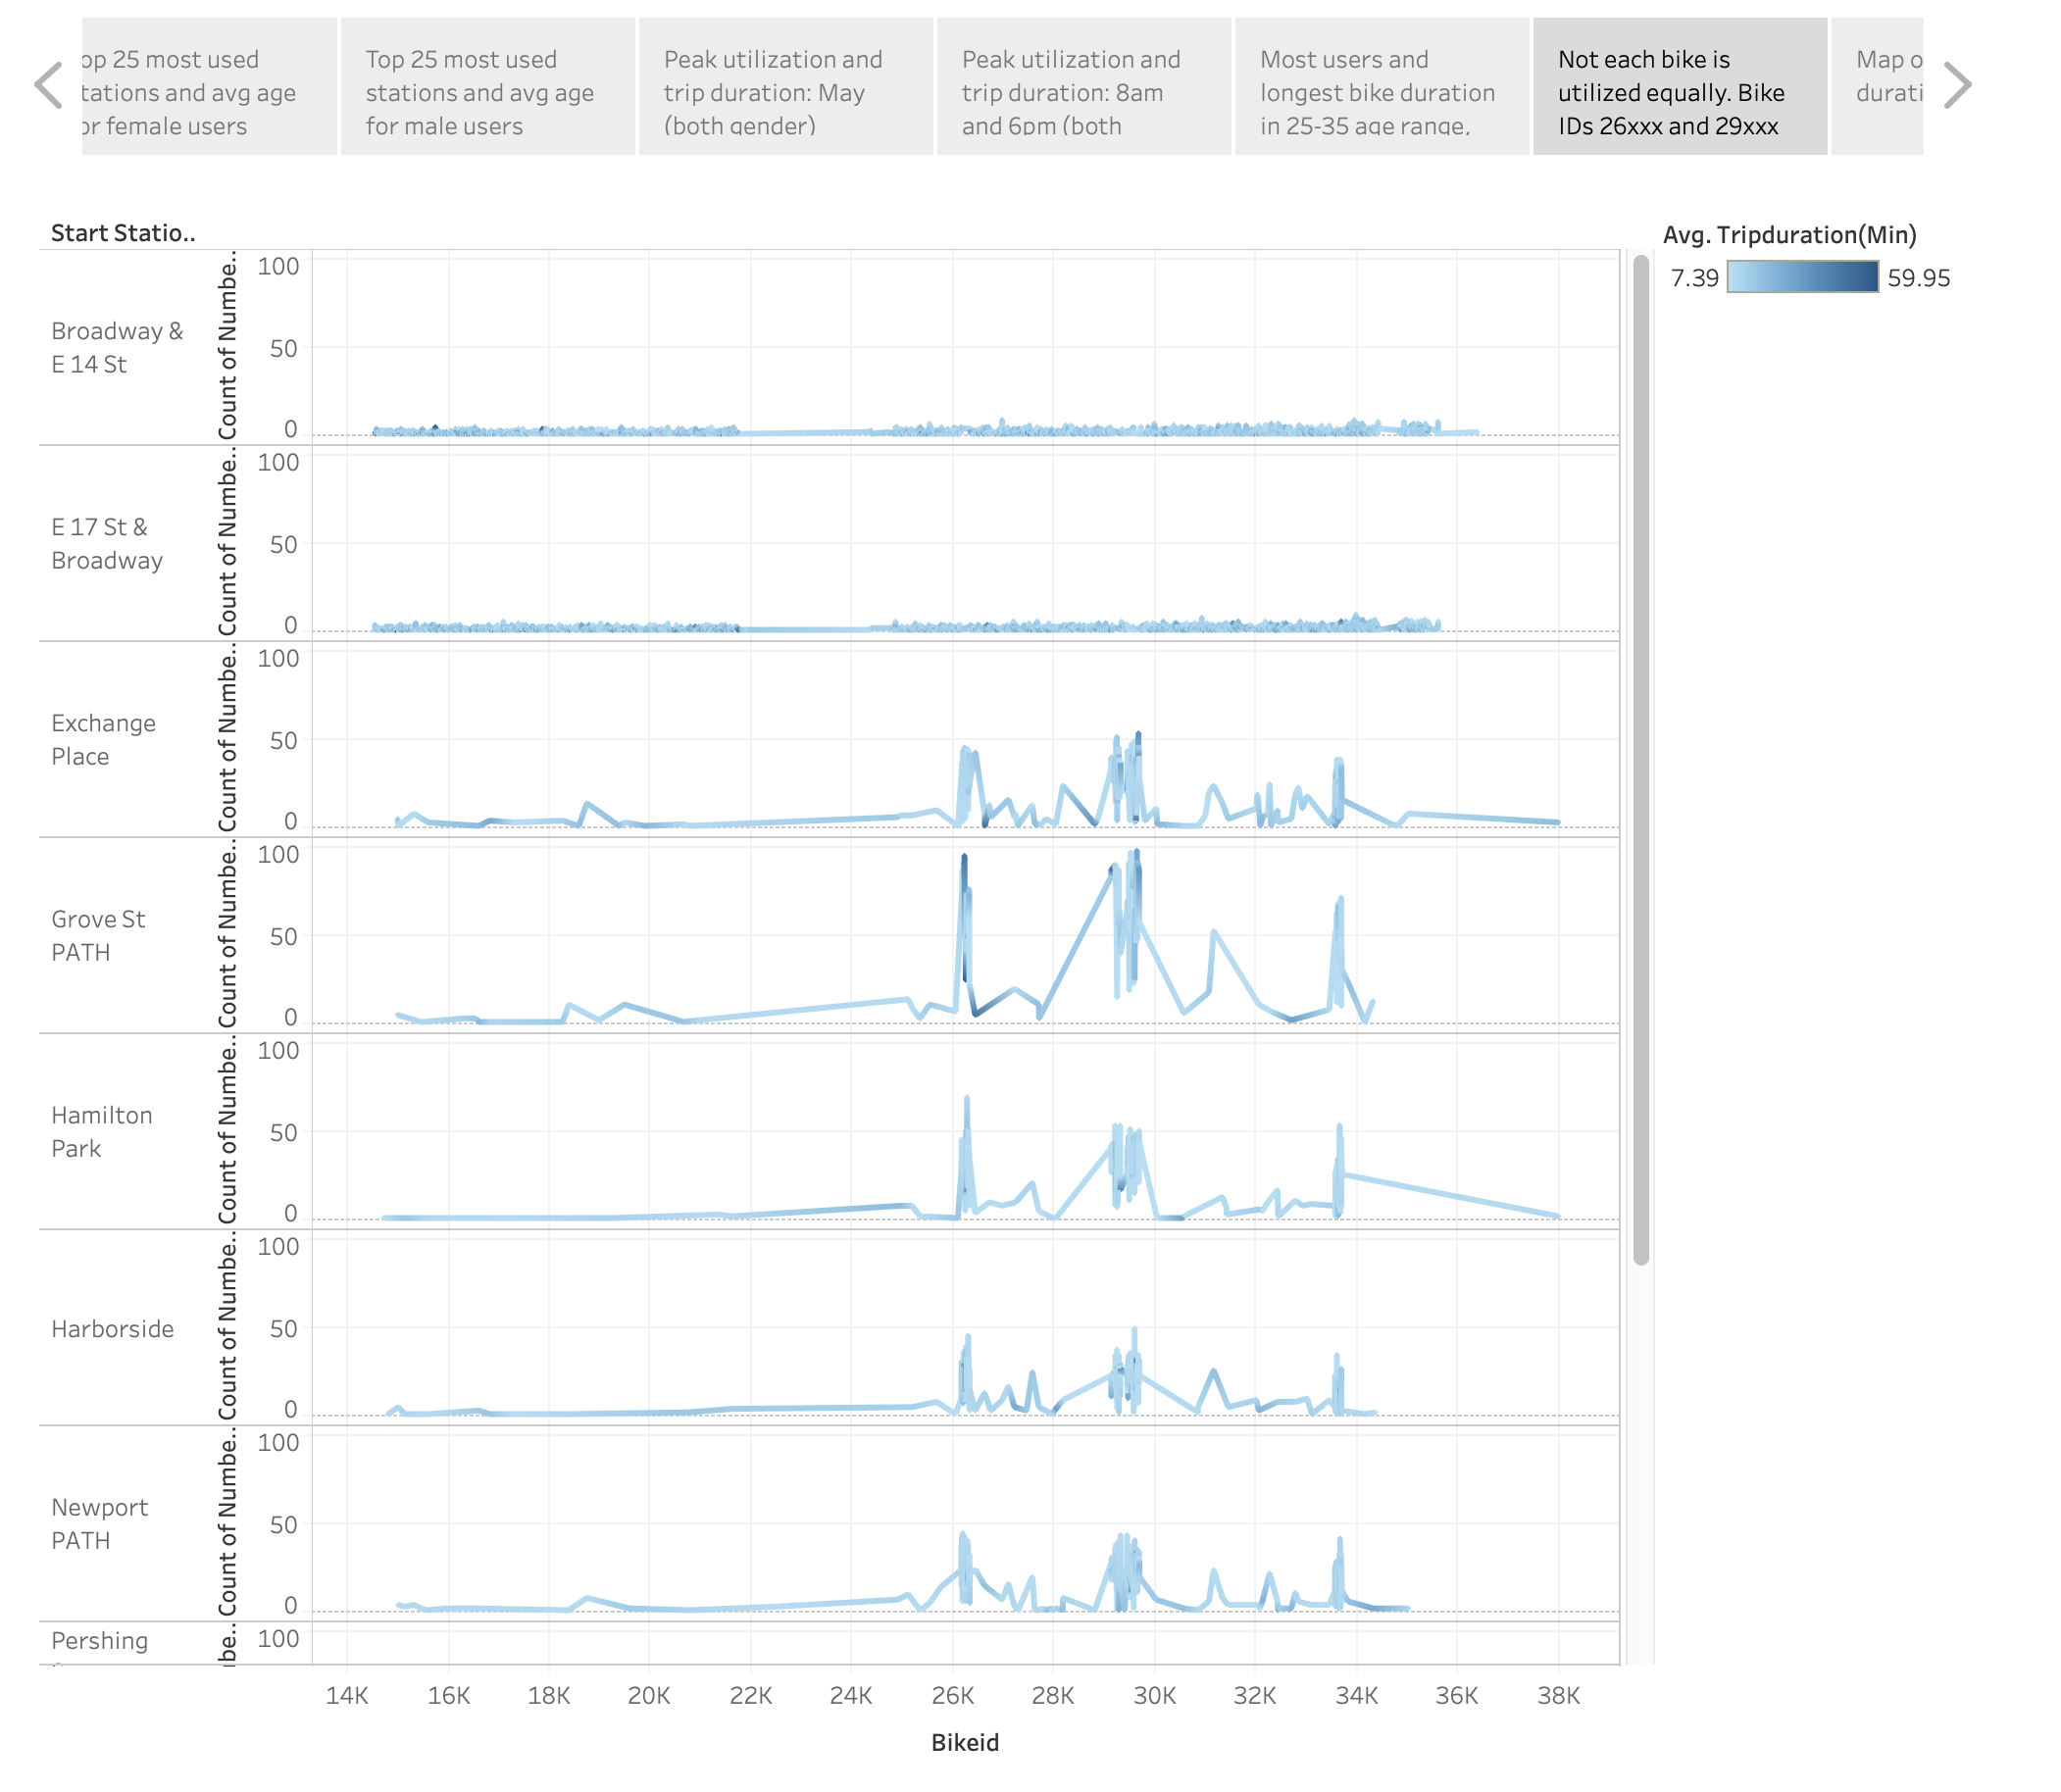 op 25 most used
tations and avg age
or female users
Top 25 most used
stations and avg age
for male users
Peak utilization and
trip duration: May
(both gender)
Peak utilization and
trip duration: 8am
and 6pm (both
Most users and
longest bike duration
in 25-35 age range,
Not each bike is
utilized equally. Bike
IDs 26xxx and 29xxx
Map o
durati
Start Statio..
Avg. Tripduration(Min)
7.39
59.95
Broadway &
E 14 St
Count of Numbe..
100
50
0
E 17 St &
Broadway
Count of Numbe..
100
50
0
Exchange
Place
Count of Numbe..
100
50
0
Grove St
PATH
Count of Numbe..
100
50
0
Hamilton
Park
Count of Numbe..
100
50
0
Harborside
Count of Numbe..
100
50
0
Newport
PATH
Count of Numbe..
100
50
0
Pershing
be..
100
14K 16K 18K 20K 22K 24K 26K 28K 30K 32K 34K 36K 38K
Bikeid